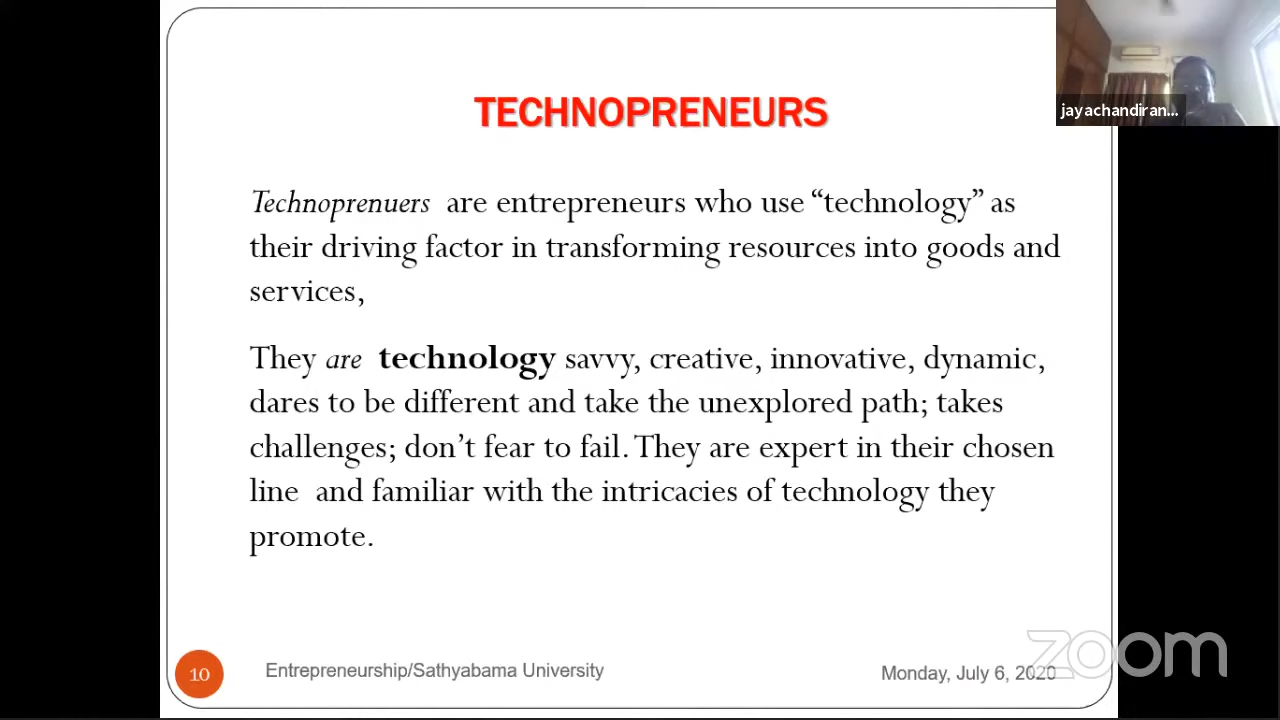 jayachandiran...
TECHNOPRENEURS
Technoprenuers are entrepreneurs who use “technology” as
their driving factor in transforming resources into goods and
services,
They are technology savvy, creative, innovative, dynamic,
dares to be different and take the unexplored path; takes
challenges; don’t fear to fail. They are expert in their chosen
line and familiar with the intricacies of technology they
promote.
10
Entrepreneurship/Sathyabama University
Monday, July 6, 2020
zoom